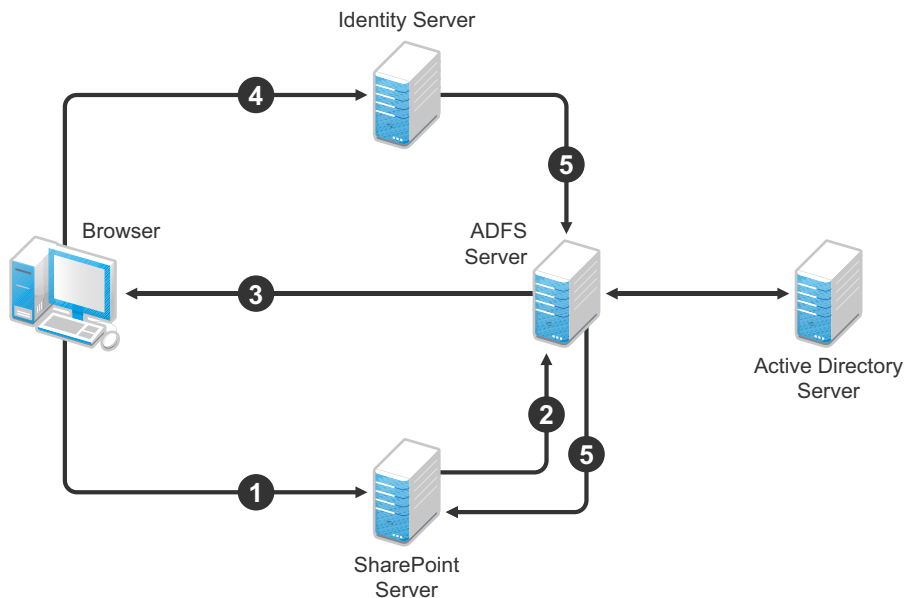 Identity Server
4
5
Browser
ADFS
Server
3
Active Directory
Server
2
5
1
SharePoint
Server